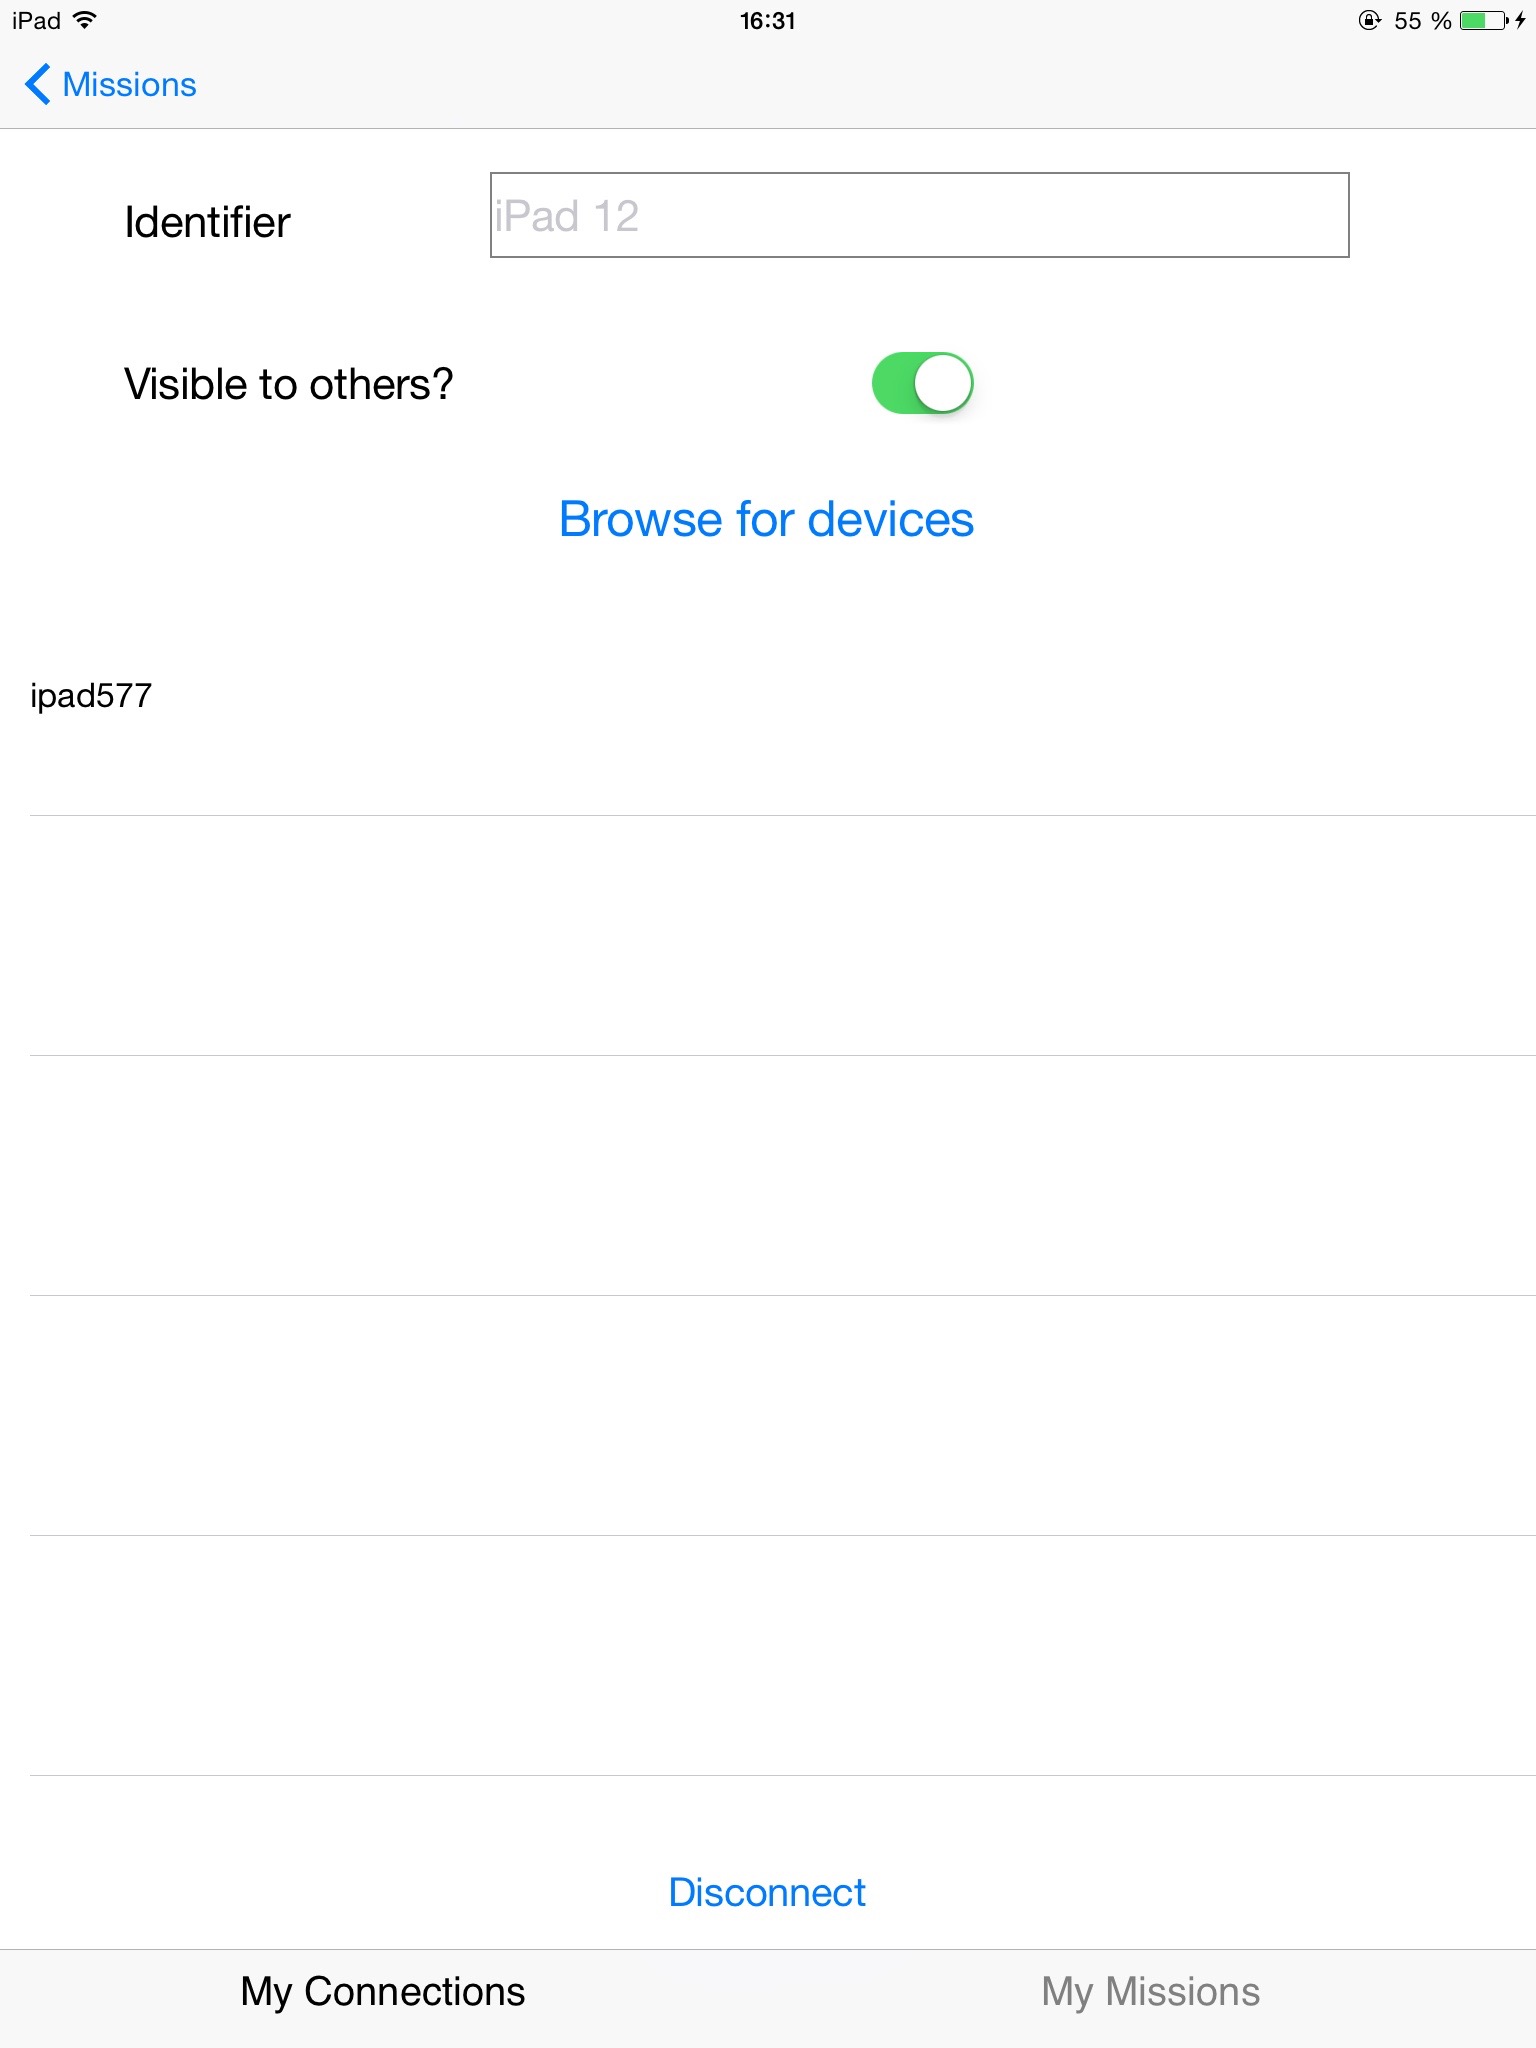 iPad 16:31 55 %
Missions
Identifier iPad 12
Visible to others?
Browse for devices
ipad577
Disconnect
My Connections My Missions